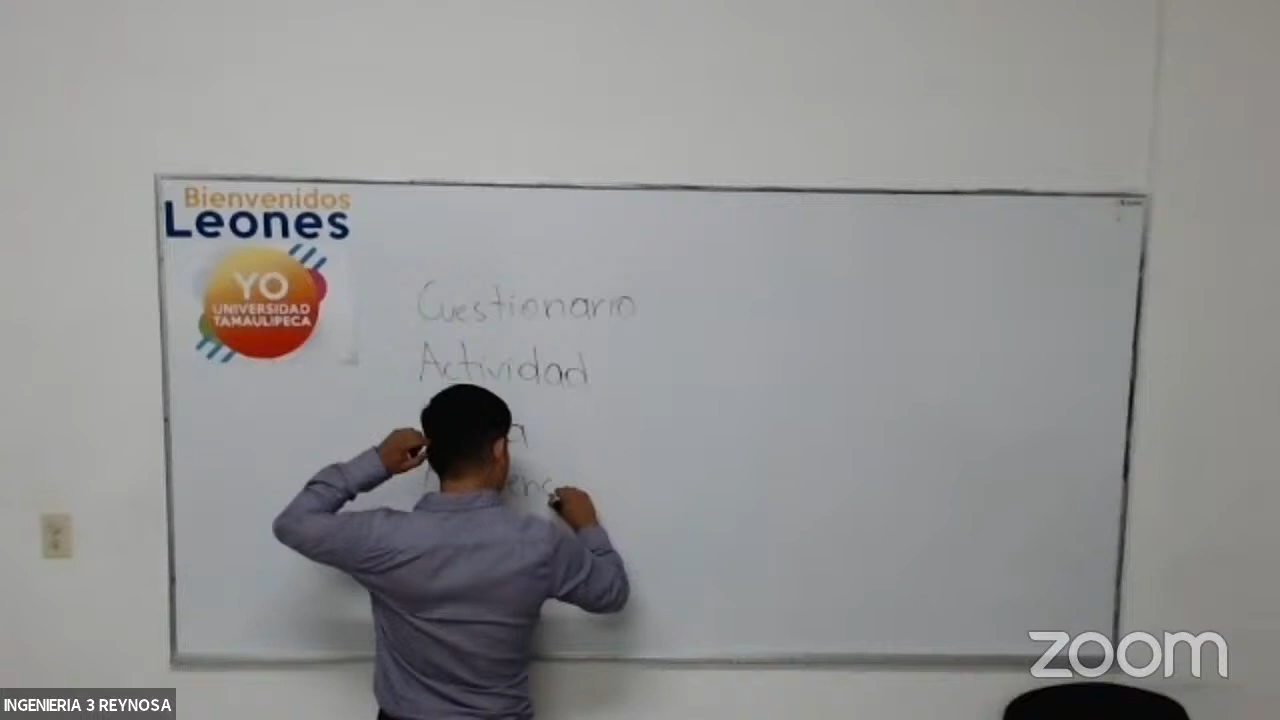 Bienvenidos
Leones
YO
UNIVERSIDAD
TAMAULIPECA
Cuestionario
Actividad
zoom
INGENIERIA 3 REYNOSA